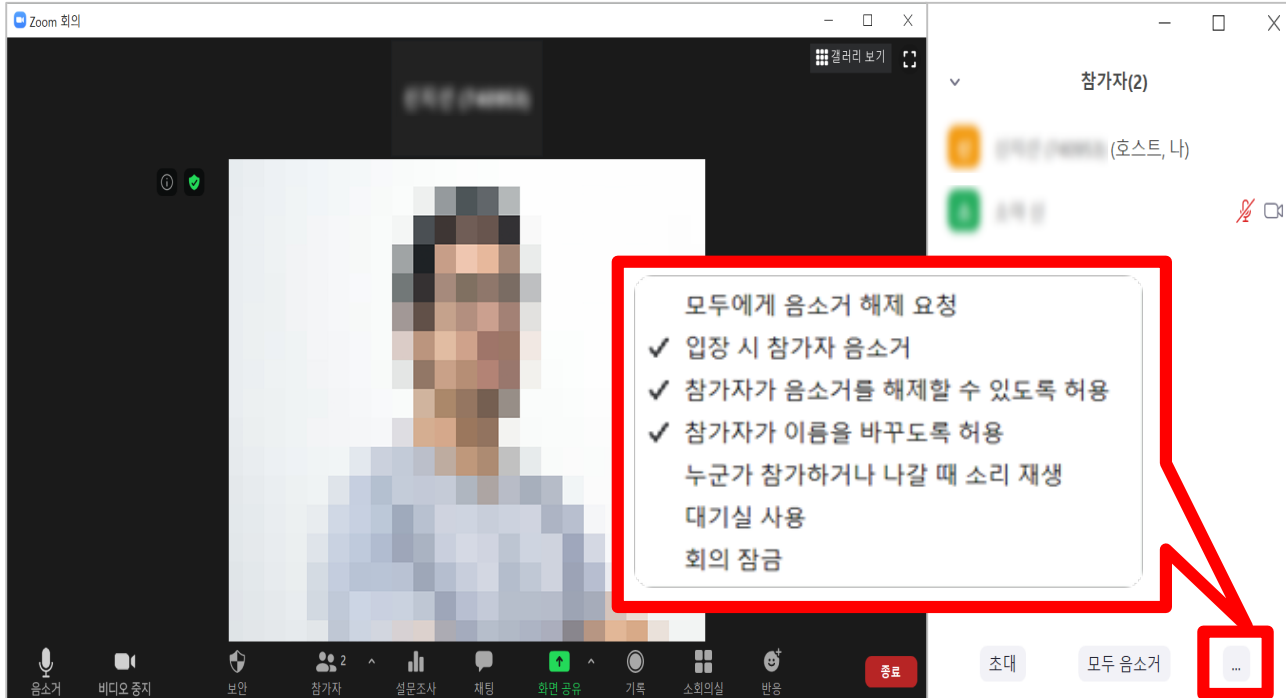 Zoom 회의
갤러리 보기
참가자(2)
(호스트, 나)
모두에게 음소거 해제 요청
✓ 입장 시 참가자 음소거
✓ 참가자가 음소거를 해제할 수 있도록 허용
✓ 참가자가 이름을 바꾸도록 허용
누군가 참가하거나 나갈 때 소리 재생
대기실 사용
회의 잠금
음소거
비디오 중지
보안
2
참가자
설문조사
채팅
화면 공유
기록
소회의실
반응
종료
초대
모두 음소거
...